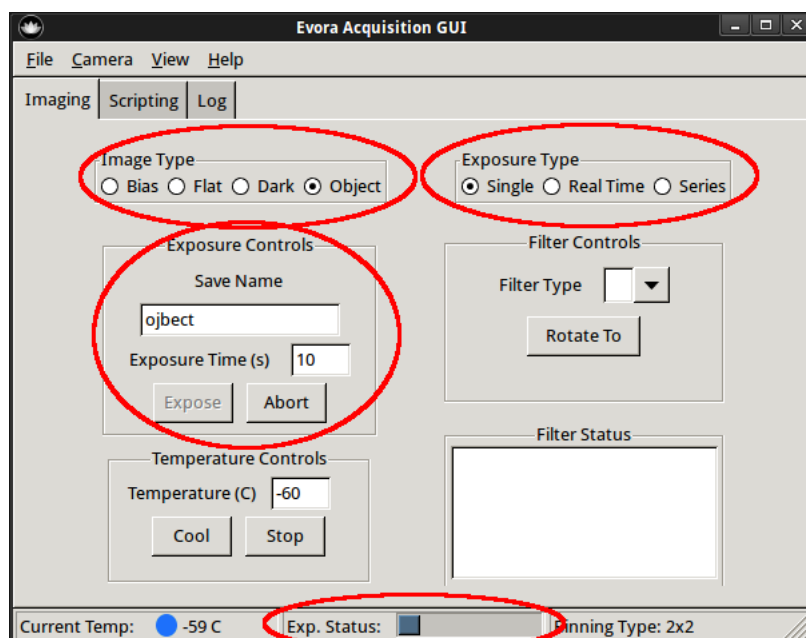 Evora Acquisition GUI
File Camera View Help
Imaging Scripting Log
Image Type
Bias Flat Dark Object
Exposure Type
Single Real Time Series
Exposure Controls
Save Name
ojbect
Exposure Time (s) 10
Expose Abort
Filter Controls
Filter Type
Rotate To
Temperature Controls
Temperature (C) -60
Cool Stop
Filter Status
Current Temp: -59 C Exp. Status: Binning Type: 2x2